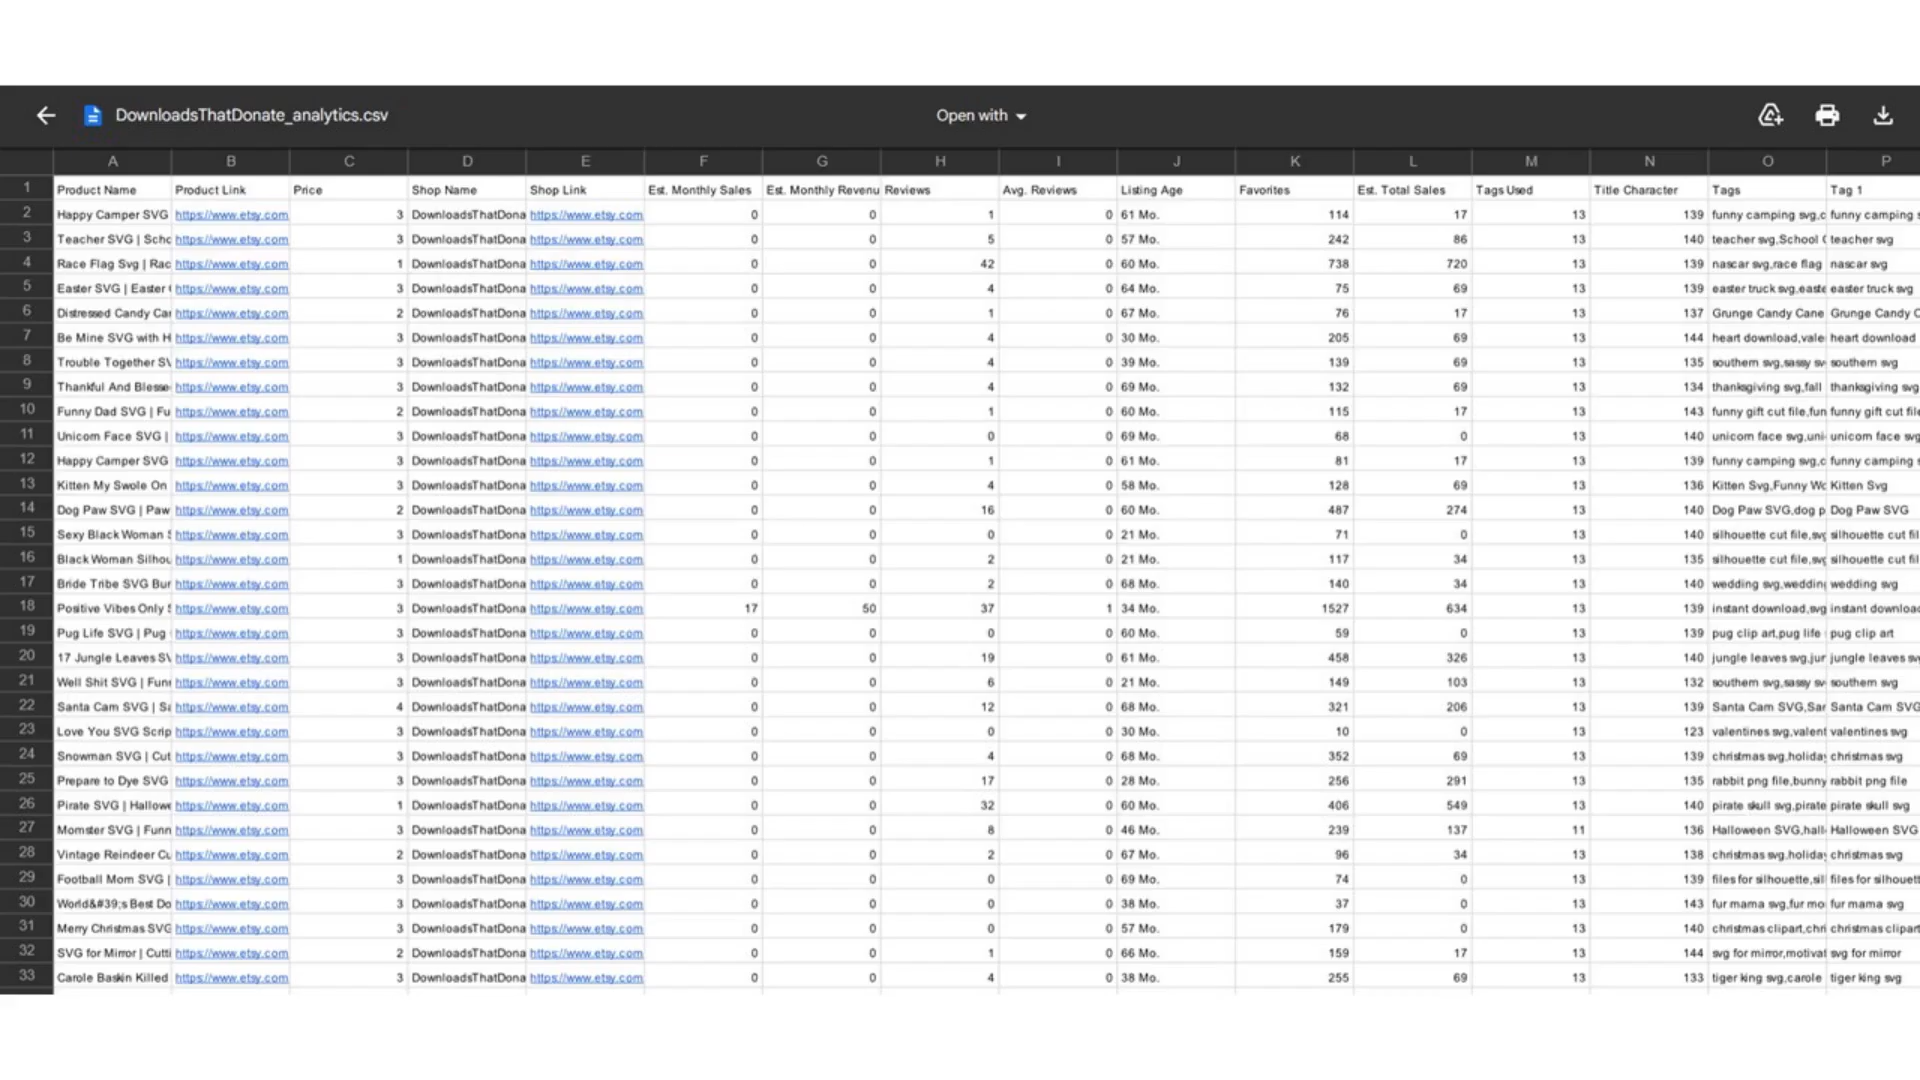 DownloadsThatDonate_analytics.csv Open with
A B C D E F G H I J K L M N O P
1 Product Name Product Link Price Shop Name Shop Link Est. Monthly Sales Est. Monthly Revenu Reviews Avg. Reviews Listing Age Favorites Est. Total Sales Tags Used Title Character Tags Tag 1
2 Happy Camper SVG https://www.etsy.com 3 DownloadsThatDona https://www.etsy.com 0 0 1 0 61 Mo. 114 17 13 139 funny camping svg,c funny camping s
3 Teacher SVG | Scho https://www.etsy.com 3 DownloadsThatDona https://www.etsy.com 0 0 5 0 57 Mo. 242 86 13 140 teacher svg,School C teacher svg
4 Race Flag Svg | Rac https://www.etsy.com 1 DownloadsThatDona https://www.etsy.com 0 0 42 0 60 Mo. 738 720 13 139 nascar svg,race flag nascar svg
5 Easter SVG | Easter https://www.etsy.com 3 DownloadsThatDona https://www.etsy.com 0 0 4 0 64 Mo. 75 69 13 139 easter truck svg,easte easter truck svg
6 Distressed Candy Car https://www.etsy.com 2 DownloadsThatDona https://www.etsy.com 0 0 1 0 67 Mo. 76 17 13 137 Grunge Candy Cane Grunge Candy C
7 Be Mine SVG with H https://www.etsy.com 3 DownloadsThatDona https://www.etsy.com 0 0 4 0 30 Mo. 205 69 13 144 heart download,vale heart download
8 Trouble Together SV https://www.etsy.com 3 DownloadsThatDona https://www.etsy.com 0 0 4 0 39 Mo. 139 69 13 135 southern svg,sassy sv southern svg
9 Thankful And Blesse https://www.etsy.com 3 DownloadsThatDona https://www.etsy.com 0 0 4 0 69 Mo. 132 69 13 134 thanksgiving svg,fall thanksgiving svg
10 Funny Dad SVG | Fu https://www.etsy.com 2 DownloadsThatDona https://www.etsy.com 0 0 1 0 60 Mo. 115 17 13 143 funny gift cut file,fun funny gift cut file
11 Unicorn Face SVG | https://www.etsy.com 3 DownloadsThatDona https://www.etsy.com 0 0 0 0 69 Mo. 68 0 13 140 unicorn face svg,uni unicorn face svg
12 Happy Camper SVG https://www.etsy.com 3 DownloadsThatDona https://www.etsy.com 0 0 1 0 61 Mo. 81 17 13 139 funny camping svg,c funny camping s
13 Kitten My Swole On https://www.etsy.com 3 DownloadsThatDona https://www.etsy.com 0 0 4 0 58 Mo. 128 69 13 136 Kitten Svg,Funny Wo Kitten Svg
14 Dog Paw SVG | Paw https://www.etsy.com 2 DownloadsThatDona https://www.etsy.com 0 0 16 0 60 Mo. 487 274 13 140 Dog Paw SVG,dog p Dog Paw SVG
15 Sexy Black Woman S https://www.etsy.com 3 DownloadsThatDona https://www.etsy.com 0 0 0 0 21 Mo. 71 0 13 140 silhouette cut file,svg silhouette cut fil
16 Black Woman Silhou https://www.etsy.com 1 DownloadsThatDona https://www.etsy.com 0 0 2 0 21 Mo. 117 34 13 135 silhouette cut file,svg silhouette cut fil
17 Bride Tribe SVG Bun https://www.etsy.com 3 DownloadsThatDona https://www.etsy.com 0 0 2 0 68 Mo. 140 34 13 140 wedding svg,wedding wedding svg
18 Positive Vibes Only S https://www.etsy.com 3 DownloadsThatDona https://www.etsy.com 17 50 37 1 34 Mo. 1527 634 13 139 instant download,svg instant download
19 Pug Life SVG | Pug https://www.etsy.com 3 DownloadsThatDona https://www.etsy.com 0 0 0 0 60 Mo. 59 0 13 139 pug clip art,pug life pug clip art
20 17 Jungle Leaves SV https://www.etsy.com 3 DownloadsThatDona https://www.etsy.com 0 0 19 0 61 Mo. 458 326 13 140 jungle leaves svg,jun jungle leaves sv
21 Well Shit SVG | Funn https://www.etsy.com 3 DownloadsThatDona https://www.etsy.com 0 0 6 0 21 Mo. 149 103 13 132 southern svg,sassy sv southern svg
22 Santa Cam SVG | Sa https://www.etsy.com 4 DownloadsThatDona https://www.etsy.com 0 0 12 0 68 Mo. 321 206 13 139 Santa Cam SVG,San Santa Cam SVG
23 Love You SVG Scrip https://www.etsy.com 3 DownloadsThatDona https://www.etsy.com 0 0 0 0 30 Mo. 10 0 13 123 valentines svg,valent valentines svg
24 Snowman SVG | Cut https://www.etsy.com 3 DownloadsThatDona https://www.etsy.com 0 0 4 0 68 Mo. 352 69 13 139 christmas svg,holiday christmas svg
25 Prepare to Dye SVG https://www.etsy.com 3 DownloadsThatDona https://www.etsy.com 0 0 17 0 28 Mo. 256 291 13 135 rabbit png file,bunny rabbit png file
26 Pirate SVG | Hallowe https://www.etsy.com 1 DownloadsThatDona https://www.etsy.com 0 0 32 0 60 Mo. 406 549 13 140 pirate skull svg,pirate pirate skull svg
27 Momster SVG | Funn https://www.etsy.com 3 DownloadsThatDona https://www.etsy.com 0 0 8 0 46 Mo. 239 137 11 136 Halloween SVG,hall Halloween SVG
28 Vintage Reindeer Cu https://www.etsy.com 2 DownloadsThatDona https://www.etsy.com 0 0 2 0 67 Mo. 96 34 13 138 christmas svg,holiday christmas svg
29 Football Mom SVG | https://www.etsy.com 3 DownloadsThatDona https://www.etsy.com 0 0 0 0 69 Mo. 74 0 13 139 files for silhouette,sil files for silhouett
30 World&#39;s Best Do https://www.etsy.com 3 DownloadsThatDona https://www.etsy.com 0 0 0 0 38 Mo. 37 0 13 143 fur mama svg,fur mo fur mama svg
31 Merry Christmas SVG https://www.etsy.com 3 DownloadsThatDona https://www.etsy.com 0 0 0 0 57 Mo. 179 0 13 140 christmas clipart,chri christmas clipart
32 SVG for Mirror | Cutti https://www.etsy.com 2 DownloadsThatDona https://www.etsy.com 0 0 1 0 66 Mo. 159 17 13 144 svg for mirror,motivat svg for mirror
33 Carole Baskin Killed https://www.etsy.com 3 DownloadsThatDona https://www.etsy.com 0 0 4 0 38 Mo. 255 69 13 133 tiger king svg,carole tiger king svg